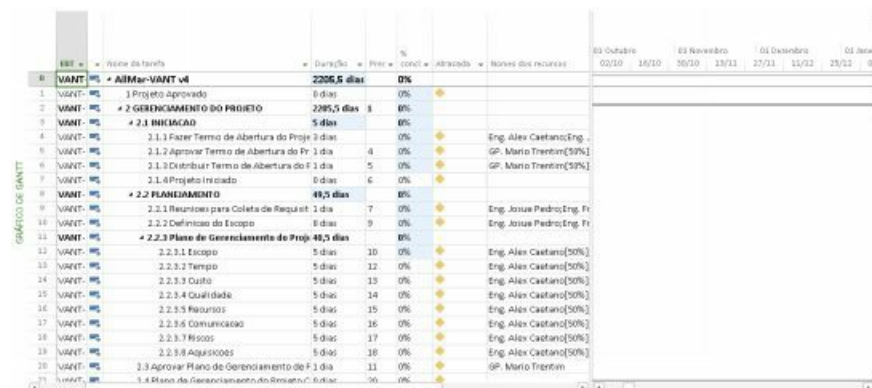 GRÁFICO DE GANTT
%
EBT Nome da tarefa Duração Prec concl Atrasada Nomes dos recursos
01 Outubro 01 Novembro 01 Dezembro
02/10 16/10 30/10 13/11 27/11 11/12 25/12
0 VANT- AllMar-VANT v4 2205,5 dias 0%
1 VANT- 1 Projeto Aprovado 0 dias 0%
2 VANT- 2 GERENCIAMENTO DO PROJETO 2205,5 dias 1 0%
3 VANT- 2.1 INICIACAO 5 dias 0%
4 VANT- 2.1.1 Fazer Termo de Abertura do Proje 3 dias 0% Eng. Alex Caetano;Eng.
5 VANT- 2.1.2 Aprovar Termo de Abertura do Pr 1 dia 4 0% GP. Mario Trentim[50%]
6 VANT- 2.1.3 Distribuir Termo de Abertura do P 1 dia 5 0% GP. Mario Trentim[50%]
7 VANT- 2.1.4 Projeto Iniciado 0 dias 6 0%
8 VANT- 2.2 PLANEJAMENTO 49,5 dias 0%
9 VANT- 2.2.1 Reunioes para Coleta de Requisit 1 dia 7 0% Eng. Josue Pedro;Eng. Fr
10 VANT- 2.2.2 Definicao do Escopo 8 dias 9 0% Eng. Josue Pedro;Eng. Fr
11 VANT- 2.2.3 Plano de Gerenciamento do Proje 40,5 dias 0%
12 VANT- 2.2.3.1 Escopo 5 dias 10 0% Eng. Alex Caetano[50%]
13 VANT- 2.2.3.2 Tempo 5 dias 12 0% Eng. Alex Caetano[50%]
14 VANT- 2.2.3.3 Custo 5 dias 13 0% Eng. Alex Caetano[50%]
15 VANT- 2.2.3.4 Qualidade 5 dias 14 0% Eng. Alex Caetano[50%]
16 VANT- 2.2.3.5 Recursos 5 dias 15 0% Eng. Alex Caetano[50%]
17 VANT- 2.2.3.6 Comunicacao 5 dias 16 0% Eng. Alex Caetano[50%]
18 VANT- 2.2.3.7 Riscos 5 dias 17 0% Eng. Alex Caetano[50%]
19 VANT- 2.2.3.8 Aquisicoes 5 dias 18 0% Eng. Alex Caetano[50%]
20 VANT- 2.3 Aprovar Plano de Gerenciamento de P 1 dia 11 0% GP. Mario Trentim